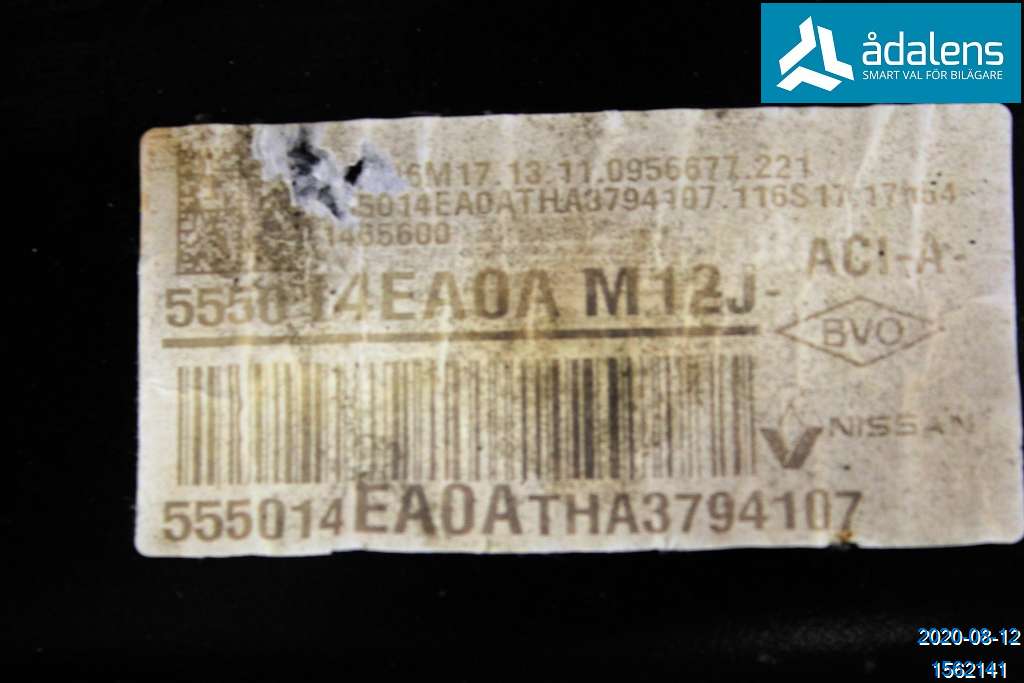 ådalens
SMART VAL FÖR BILÄGARE
6M17.13.11.0956677.221
5014EA0ATHA3794107.116S17.17h54
1465600
555014EA0A M12J-
ACI-A-
BVO
NISSAN
555014EA0ATHA3794107
2020-08-12
1562141